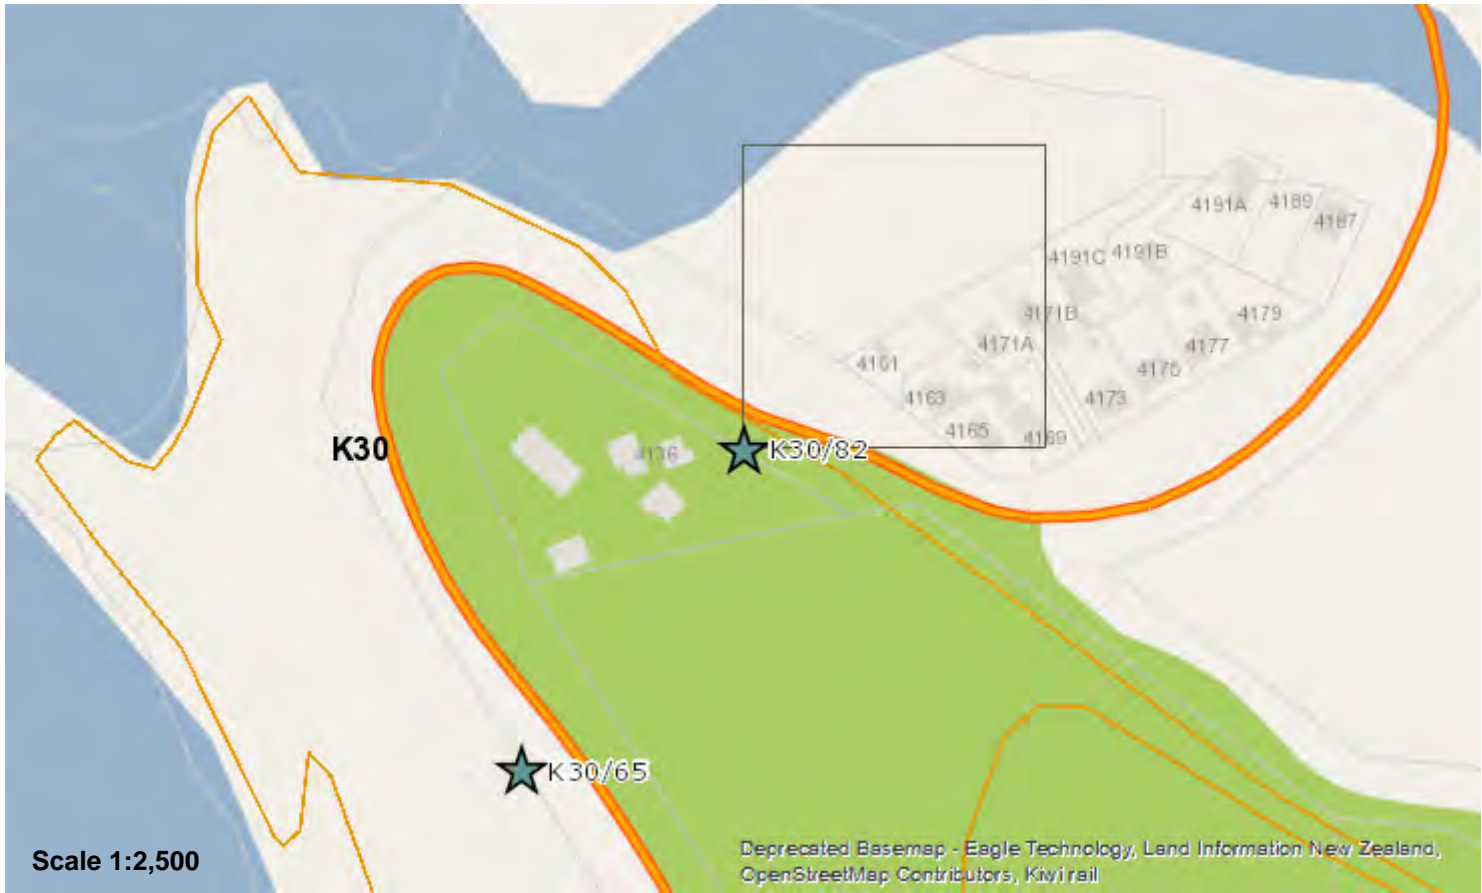 4191A
4189
4187
4191C
4191B
4171B
4179
4171A
4177
4161
4175
4163
4173
4165
4169
K30
4136
K30/82
K30/65
Scale 1:2,500
Deprecated Basemap - Eagle Technology, Land Information New Zealand,
OpenStreetMap Contributors, Kiwirail